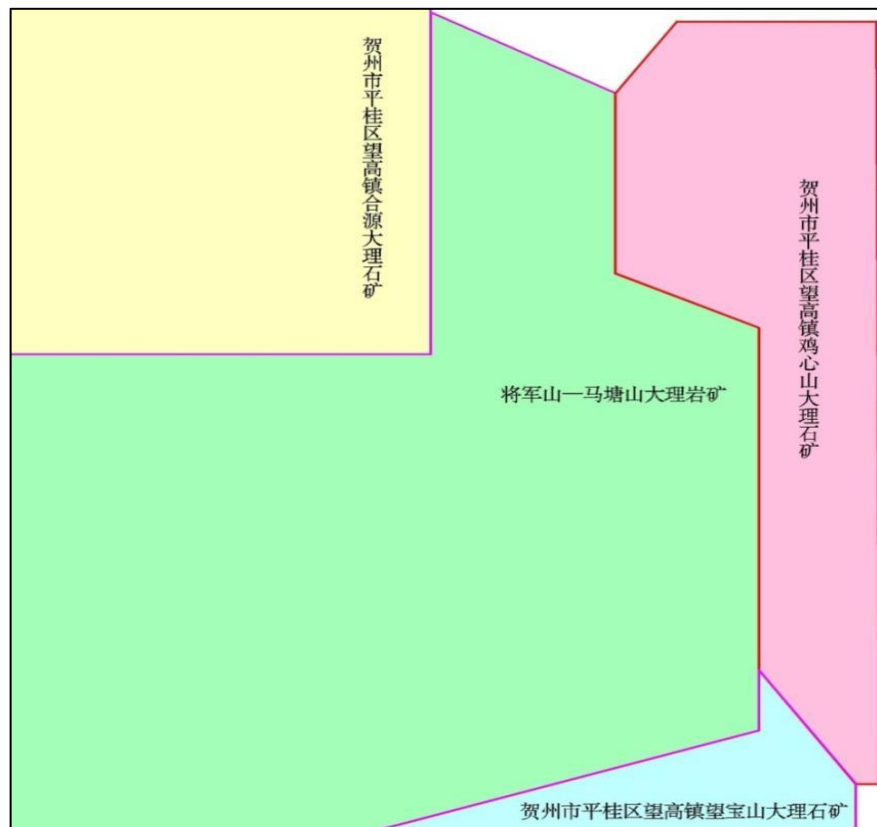 贺州市平桂区望高镇合源大理石矿
贺州市平桂区望高镇鸡心山大理石矿
将军山—马塘山大理岩矿
贺州市平桂区望高镇望宝山大理石矿